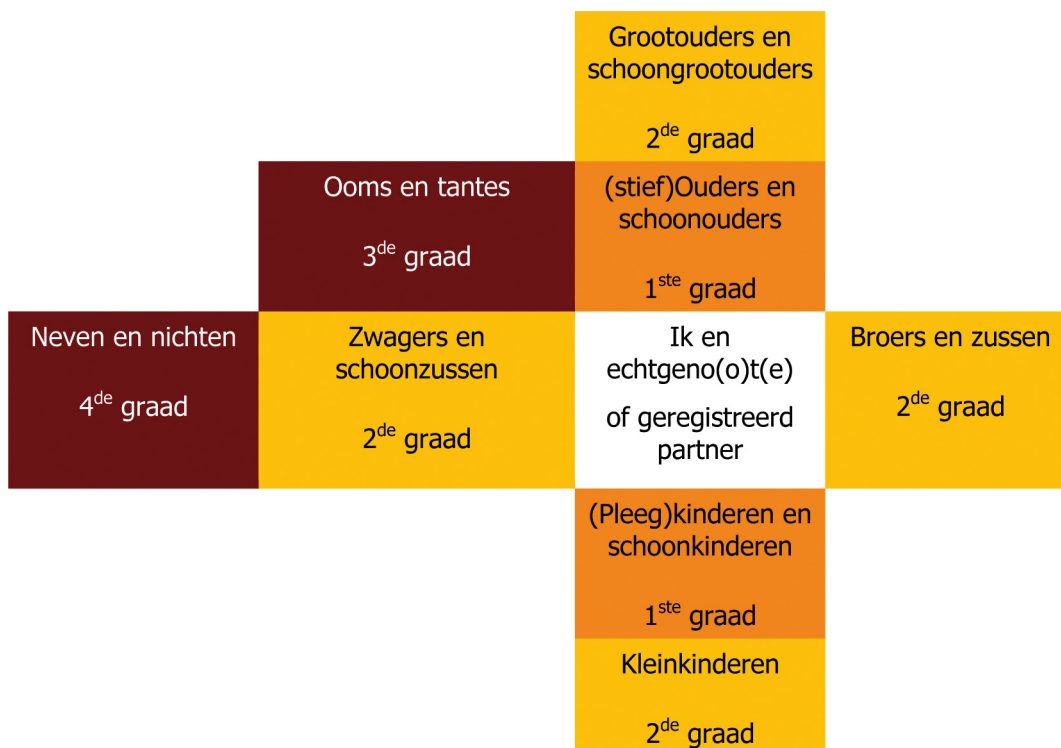 Grootouders en
schoongrootouders
2de graad
Ooms en tantes
3de graad
(stief)Ouders en
schoonouders
1ste graad
Neven en nichten
4de graad
Zwagers en
schoonzussen
2de graad
Ik en
echtgeno(o)t(e)
of geregistreerd
partner
Broers en zussen
2de graad
(Pleeg)kinderen en
schoonkinderen
1ste graad
Kleinkinderen
2de graad